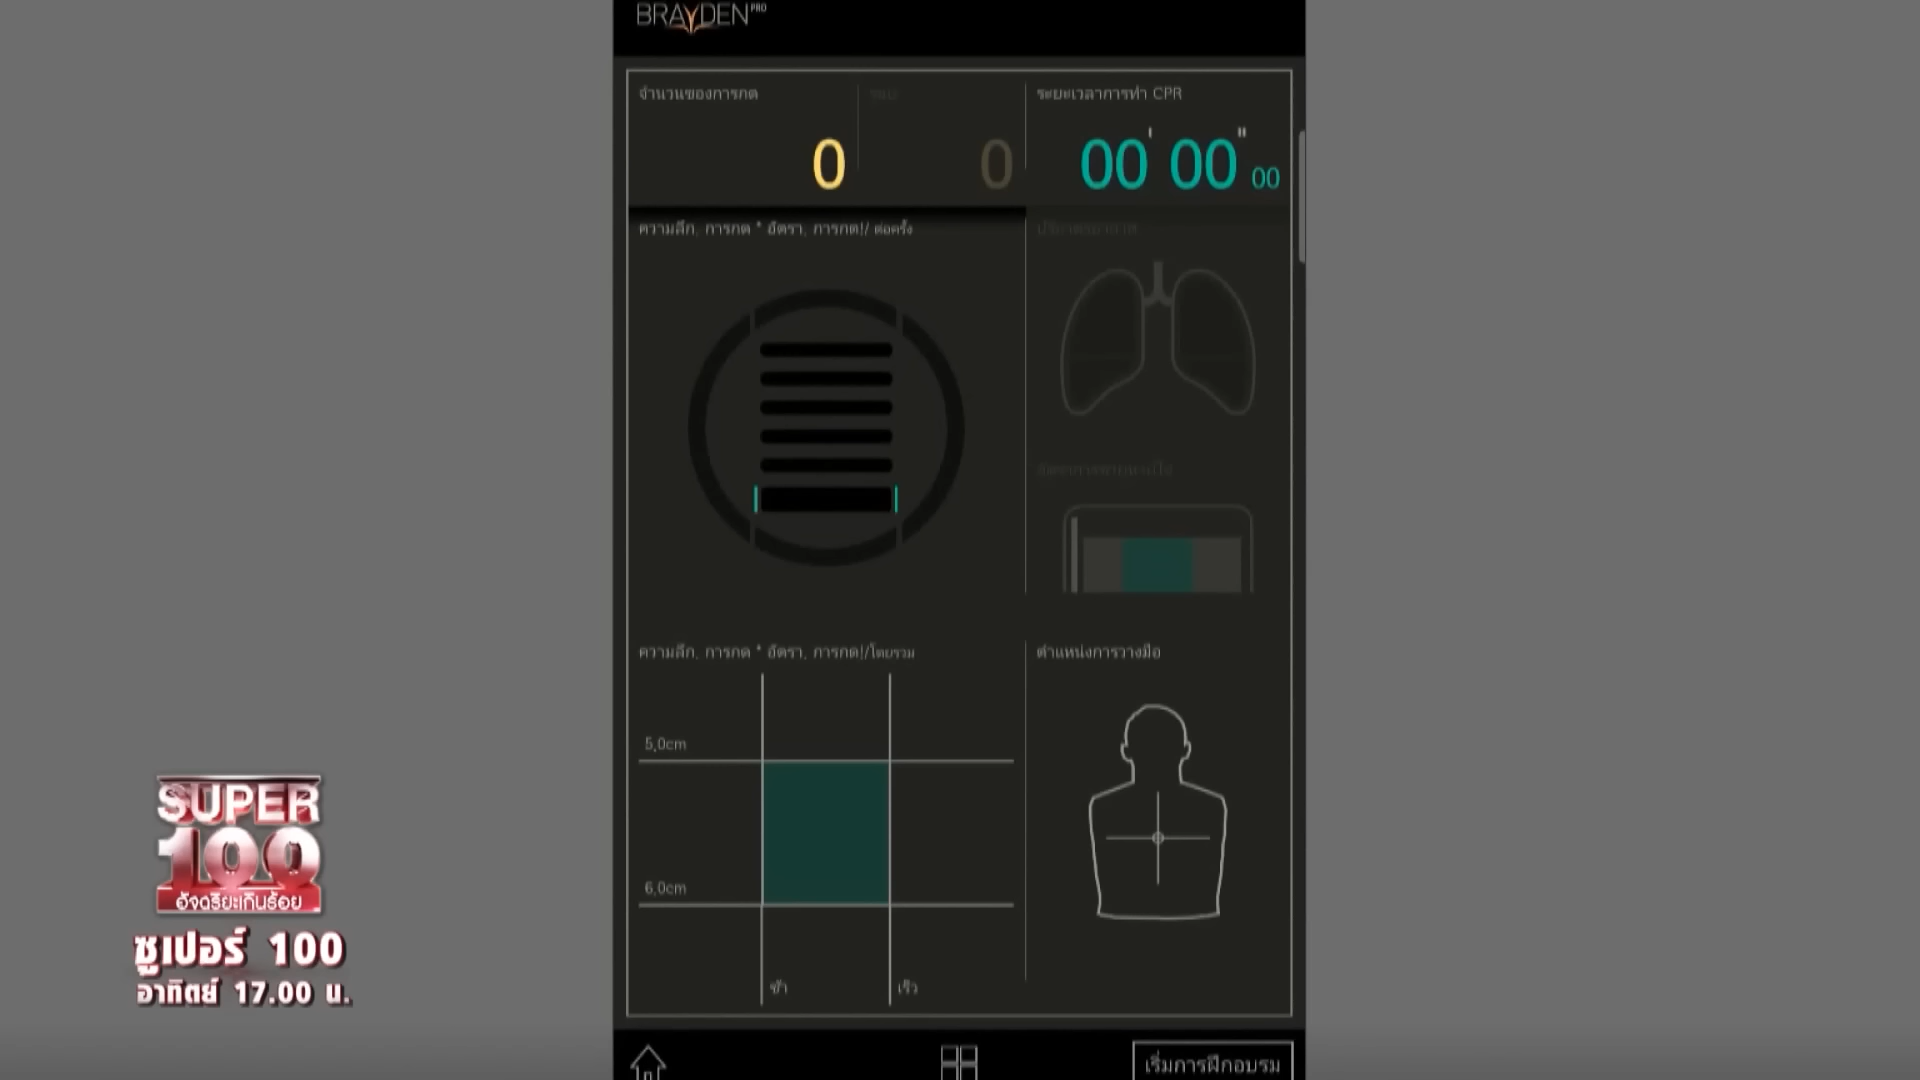 BRAYDEN PRO
จำนวนของการกด
ระยะเวลาการทำ CPR
0
0
00' 00" 00
ความลึก, การกด * อัตรา, การกด!/ ต่อครั้ง
ความลึก, การกด * อัตรา, การกด!/โดยรวม
ตำแหน่งการวางมือ
5,0cm
6,0cm
ช้า
เร็ว
เริ่มการฝึกอบรม
SUPER
100
อัจฉริยะเกินร้อย
ซูเปอร์ 100
อาทิตย์ 17.00 น.